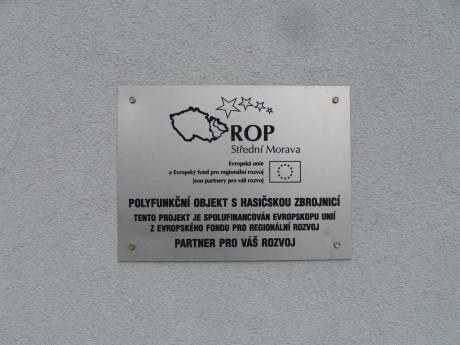 ROP
Střední Morava
Evropská unie
a Evropský fond pro regionální rozvoj
jsou partnery pro váš rozvoj
POLYFUNKČNÍ OBJEKT S HASIČSKOU ZBROJNICÍ
TENTO PROJEKT JE SPOLUFINANCOVÁN EVROPSKOPU UNIÍ
Z EVROPSKÉHO FONDU PRO REGIONÁLNÍ ROZVOJ
PARTNER PRO VÁŠ ROZVOJ